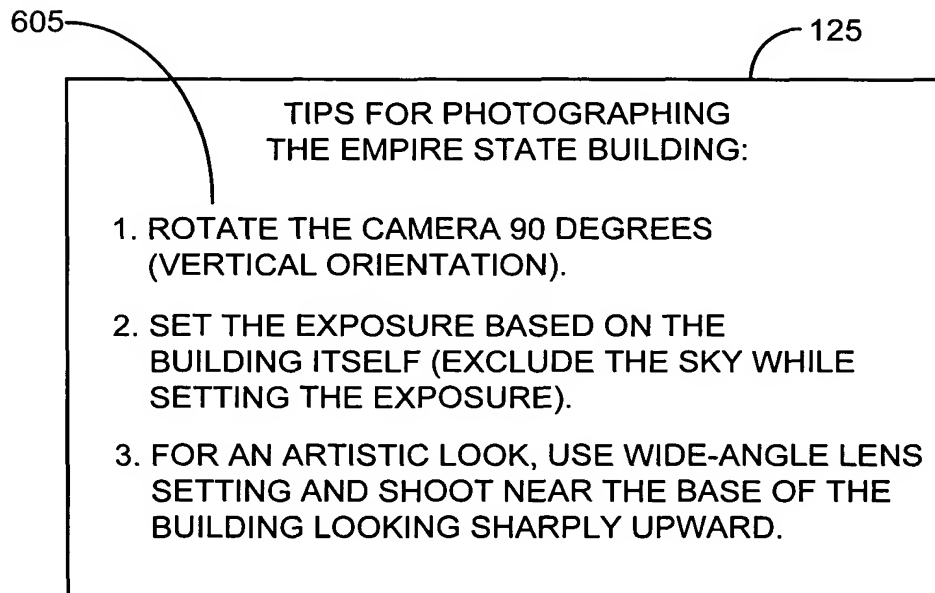 605
125
TIPS FOR PHOTOGRAPHING
THE EMPIRE STATE BUILDING:
1. ROTATE THE CAMERA 90 DEGREES
(VERTICAL ORIENTATION).
2. SET THE EXPOSURE BASED ON THE
BUILDING ITSELF (EXCLUDE THE SKY WHILE
SETTING THE EXPOSURE).
3. FOR AN ARTISTIC LOOK, USE WIDE-ANGLE LENS
SETTING AND SHOOT NEAR THE BASE OF THE
BUILDING LOOKING SHARPLY UPWARD.